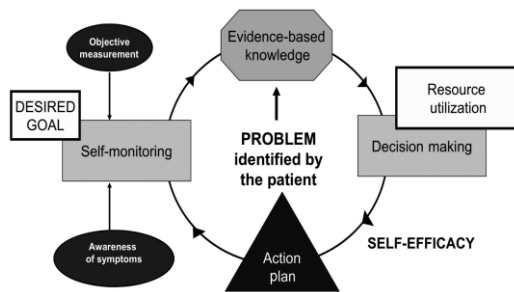 Objective
measurement
Evidence-based
knowledge
Resource
utilization
DESIRED
GOAL
Self-monitoring
PROBLEM
identified by
the patient
Decision making
Awareness
of symptoms
Action
plan
SELF-EFFICACY